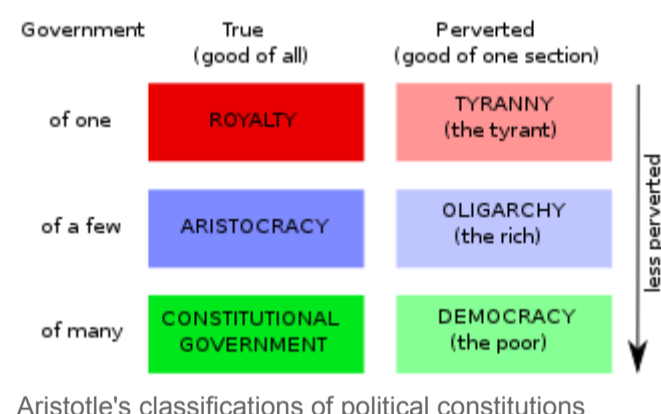 Government True Perverted
(good of all) (good of one section)
of one ROYALTY TYRANNY
(the tyrant)
of a few ARISTOCRACY OLIGARCHY
(the rich)
less perverted
of many CONSTITUTIONAL DEMOCRACY
GOVERNMENT (the poor)
Aristotle's classifications of political constitutions